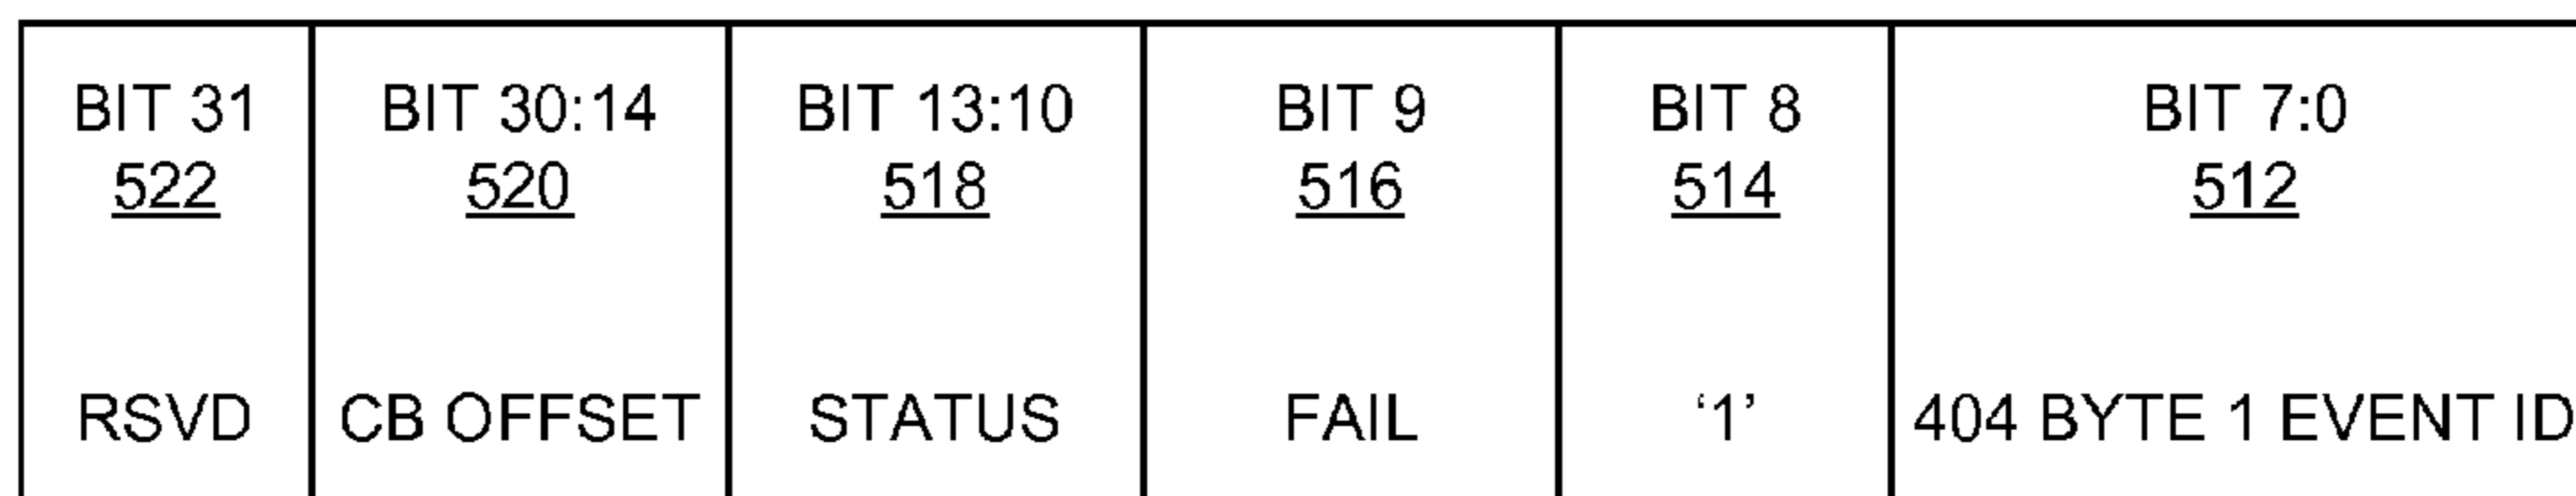 BIT 31 BIT 30:14 BIT 13:10 BIT 9 BIT 8 BIT 7:0
522 520 518 516 514 512
RSVD CB OFFSET STATUS FAIL ‘1’ 404 BYTE 1 EVENT ID